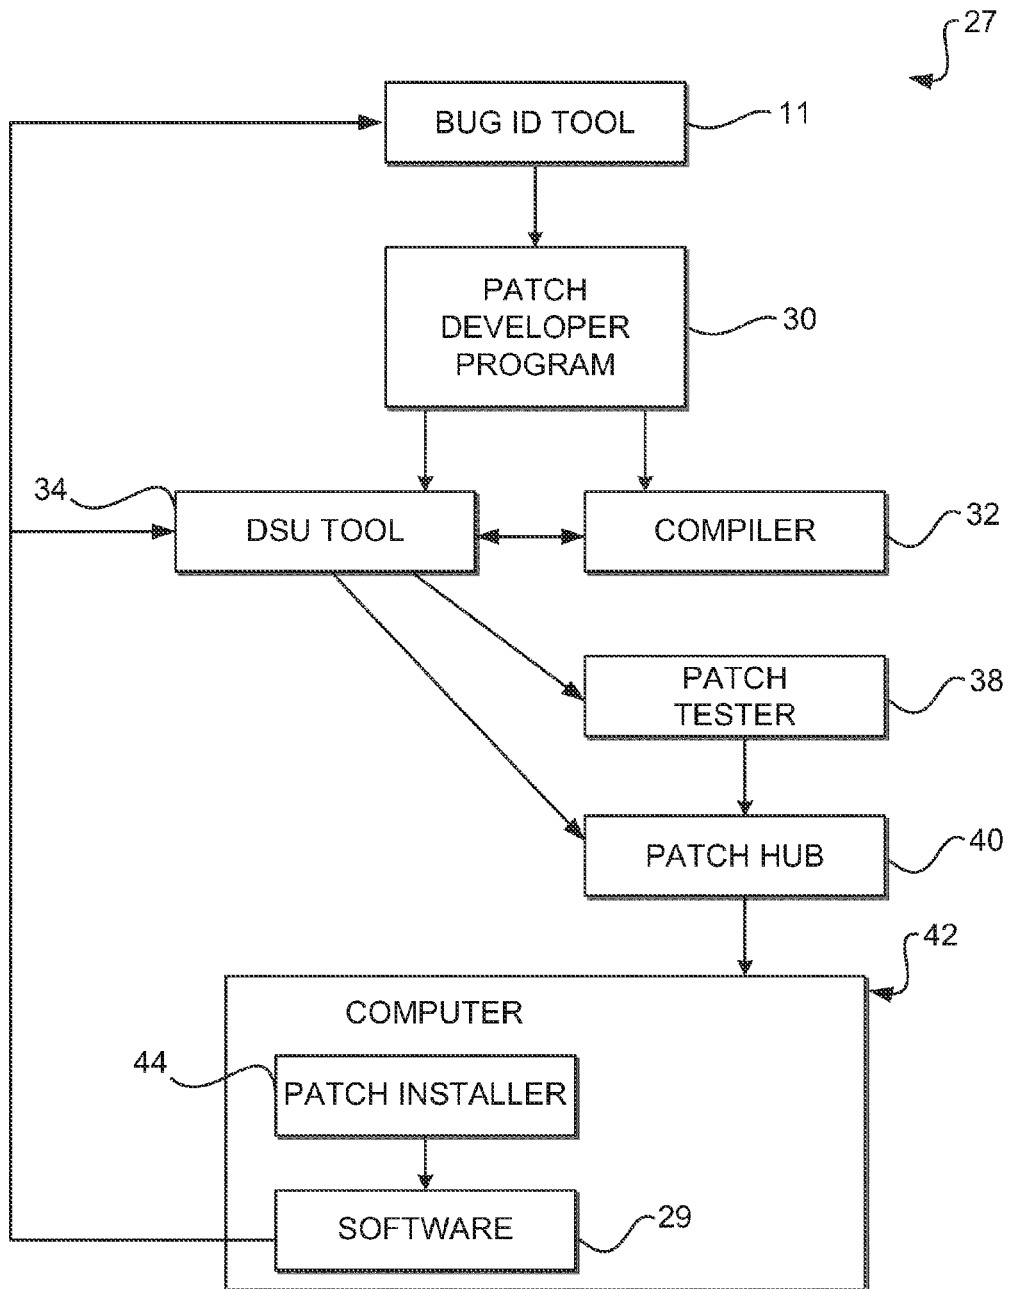 27
BUG ID TOOL
11
PATCH
DEVELOPER
PROGRAM
30
34
DSU TOOL
COMPILER
32
PATCH
TESTER
38
PATCH HUB
40
42
COMPUTER
44
PATCH INSTALLER
SOFTWARE
29